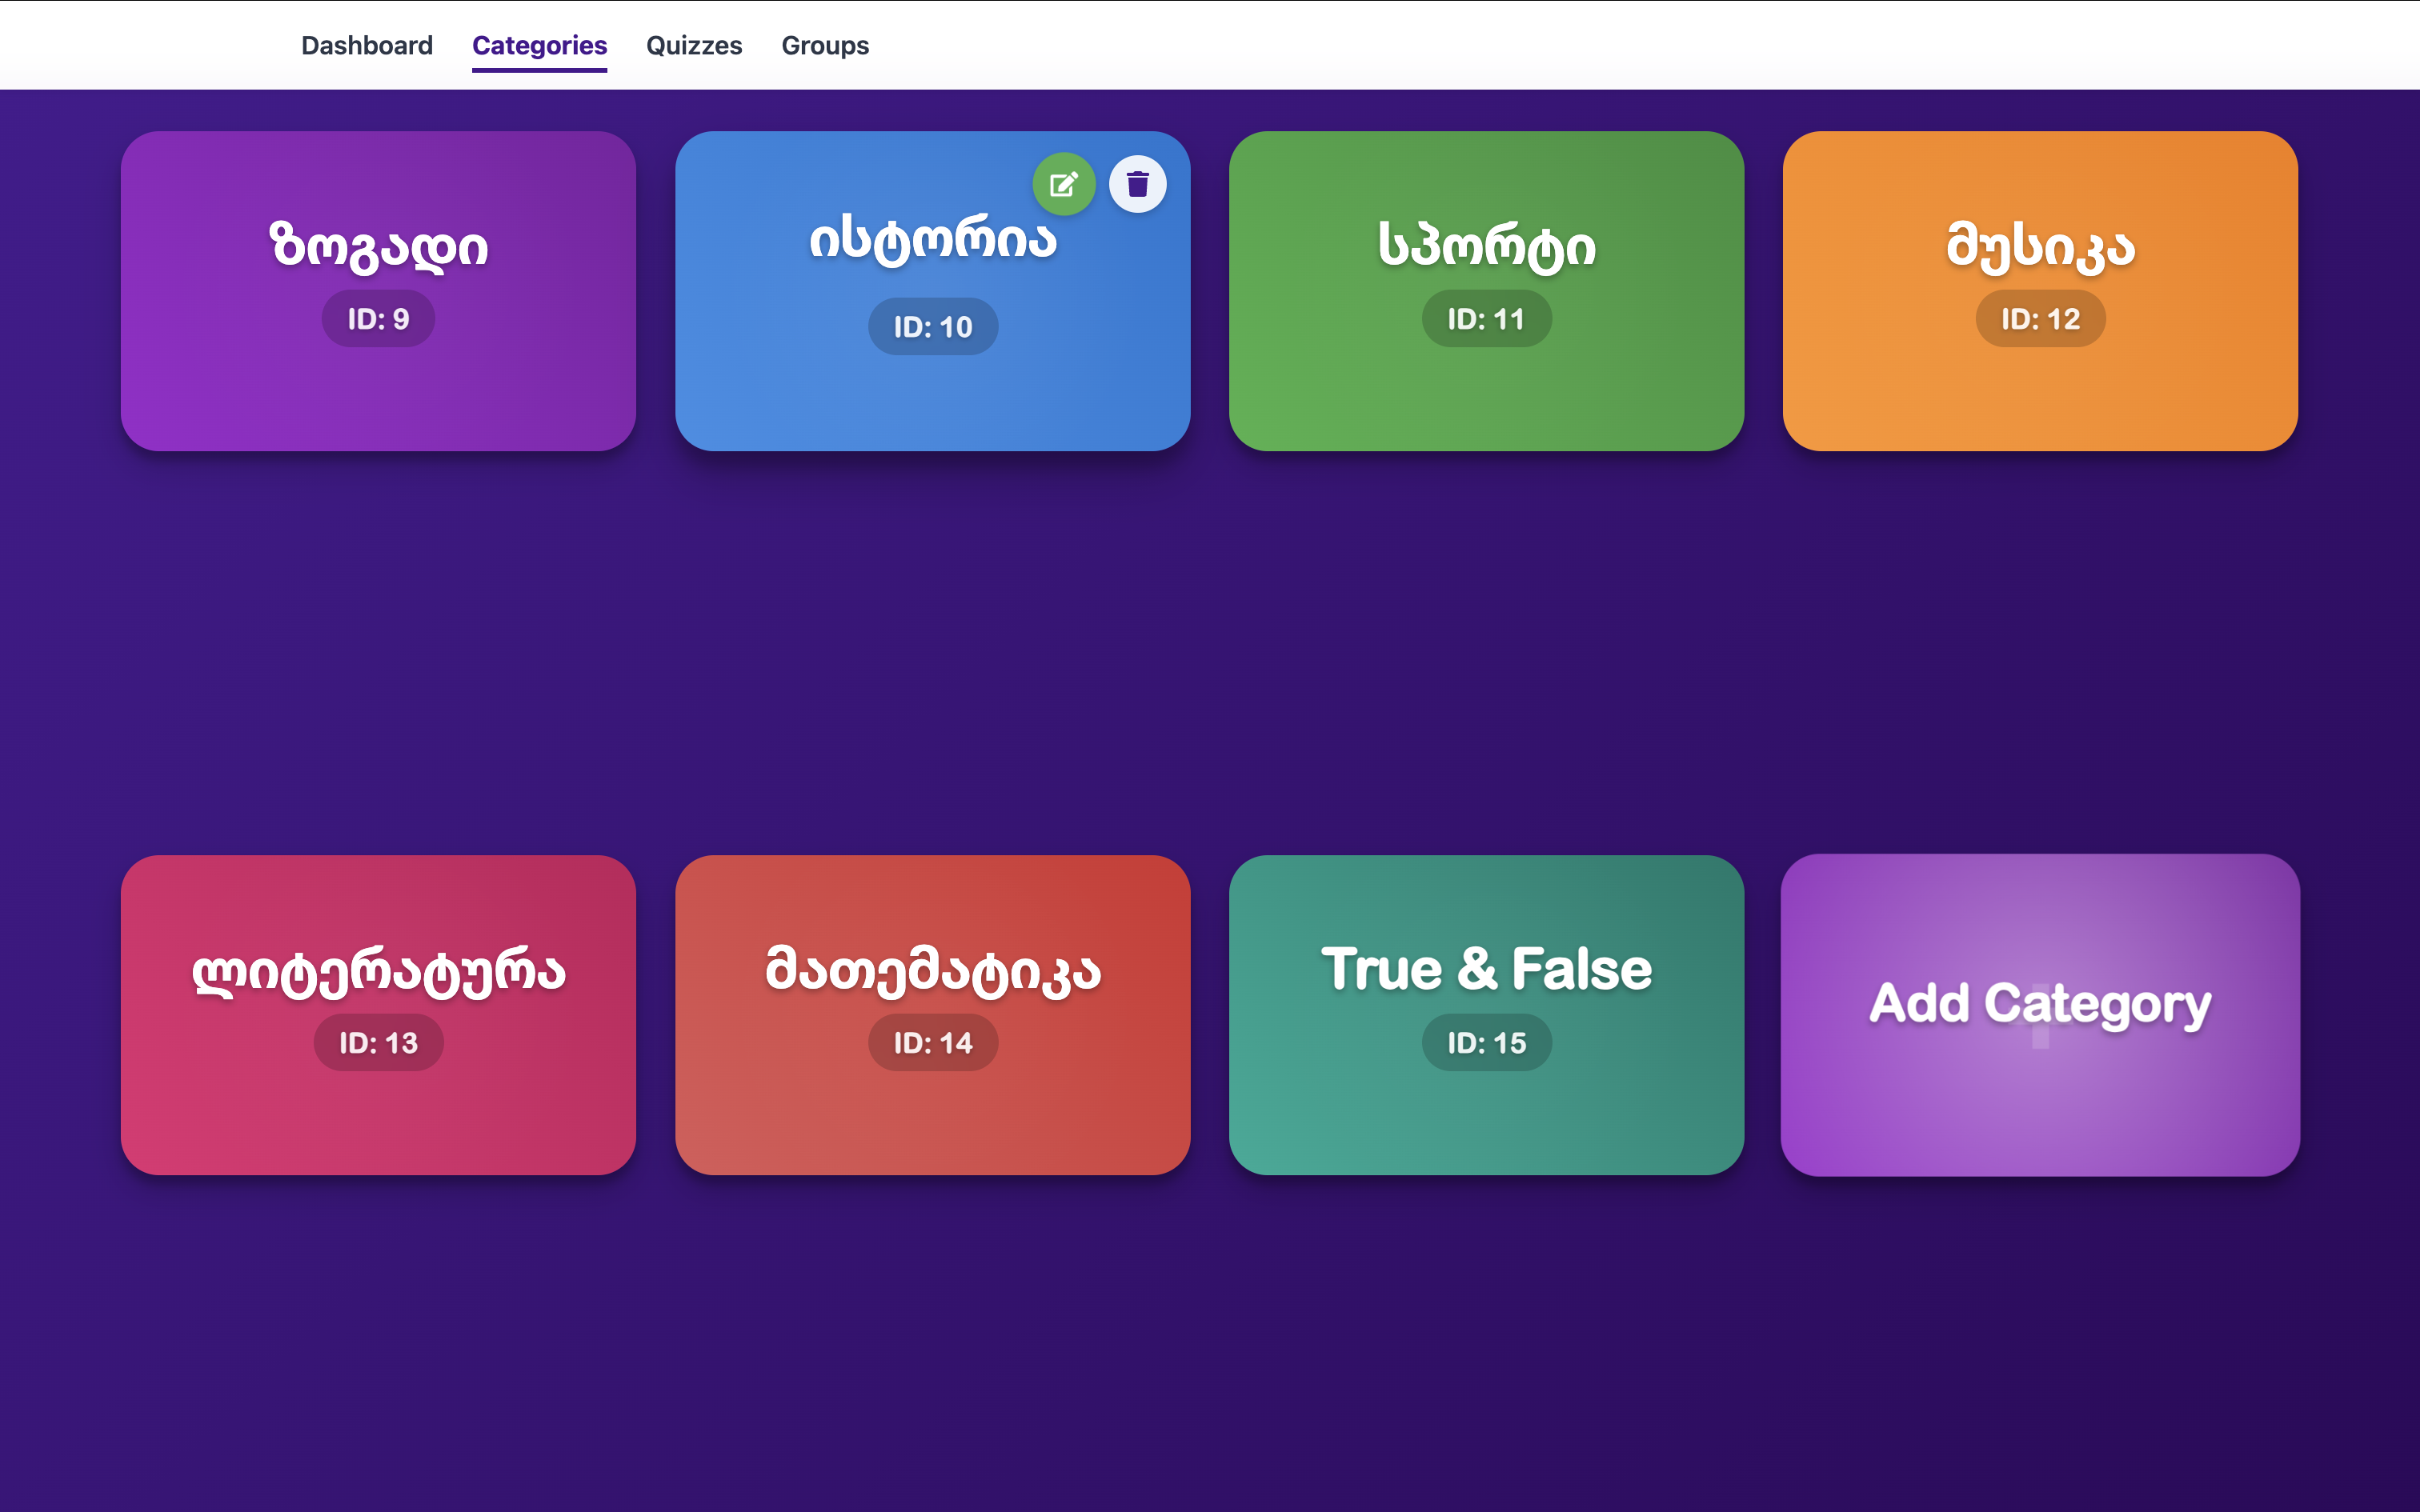 Dashboard Categories Quizzes Groups
ზოგადი
ID: 9
ისტორია
ID: 10
სპორტი
ID: 11
მუსიკა
ID: 12
ლიტერატურა
ID: 13
მათემატიკა
ID: 14
True & False
ID: 15
Add Category